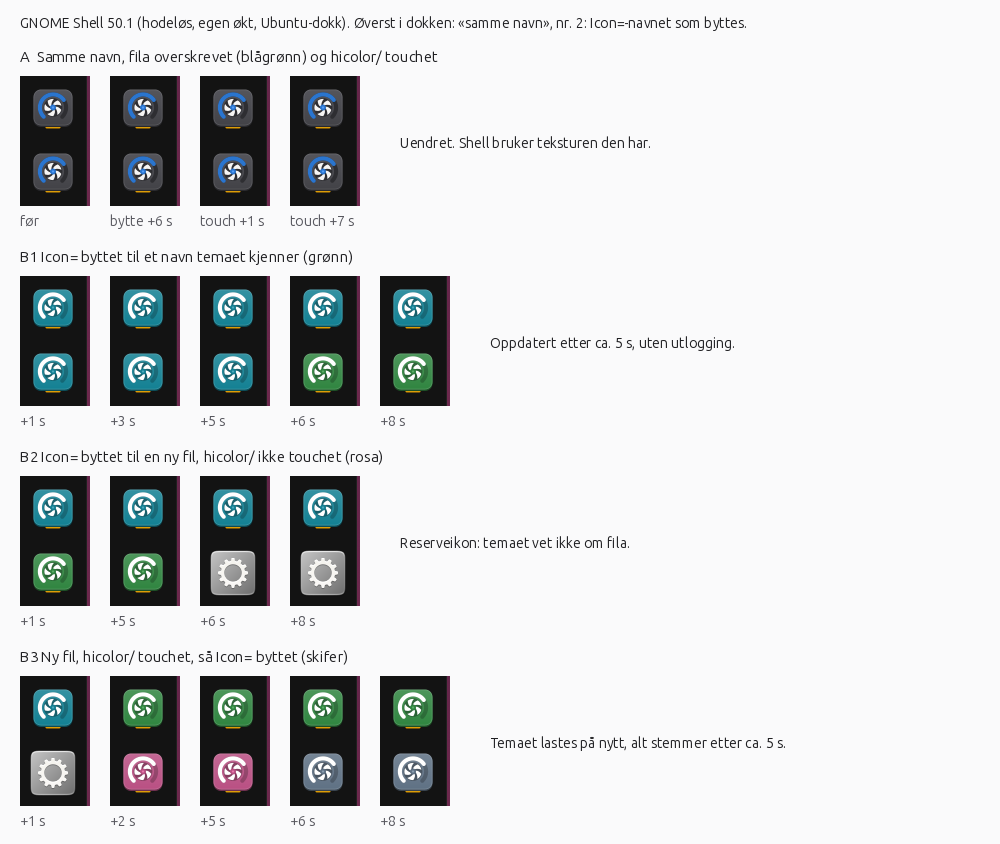 GNOME Shell 50.1 (hodeløs, egen økt, Ubuntu-dokk). Øverst i dokken: «samme navn», nr. 2: Icon=-navnet som byttes.
A Samme navn, fila overskrevet (blågrønn) og hicolor/ touchet
Uendret. Shell bruker teksturen den har.
før bytte +6 s touch +1 s touch +7 s
B1 Icon= byttet til et navn temaet kjenner (grønn)
Oppdatert etter ca. 5 s, uten utlogging.
+1 s +3 s +5 s +6 s +8 s
B2 Icon= byttet til en ny fil, hicolor/ ikke touchet (rosa)
Reserveikon: temaet vet ikke om fila.
+1 s +5 s +6 s +8 s
B3 Ny fil, hicolor/ touchet, så Icon= byttet (skifer)
Temaet lastes på nytt, alt stemmer etter ca. 5 s.
+1 s +2 s +5 s +6 s +8 s